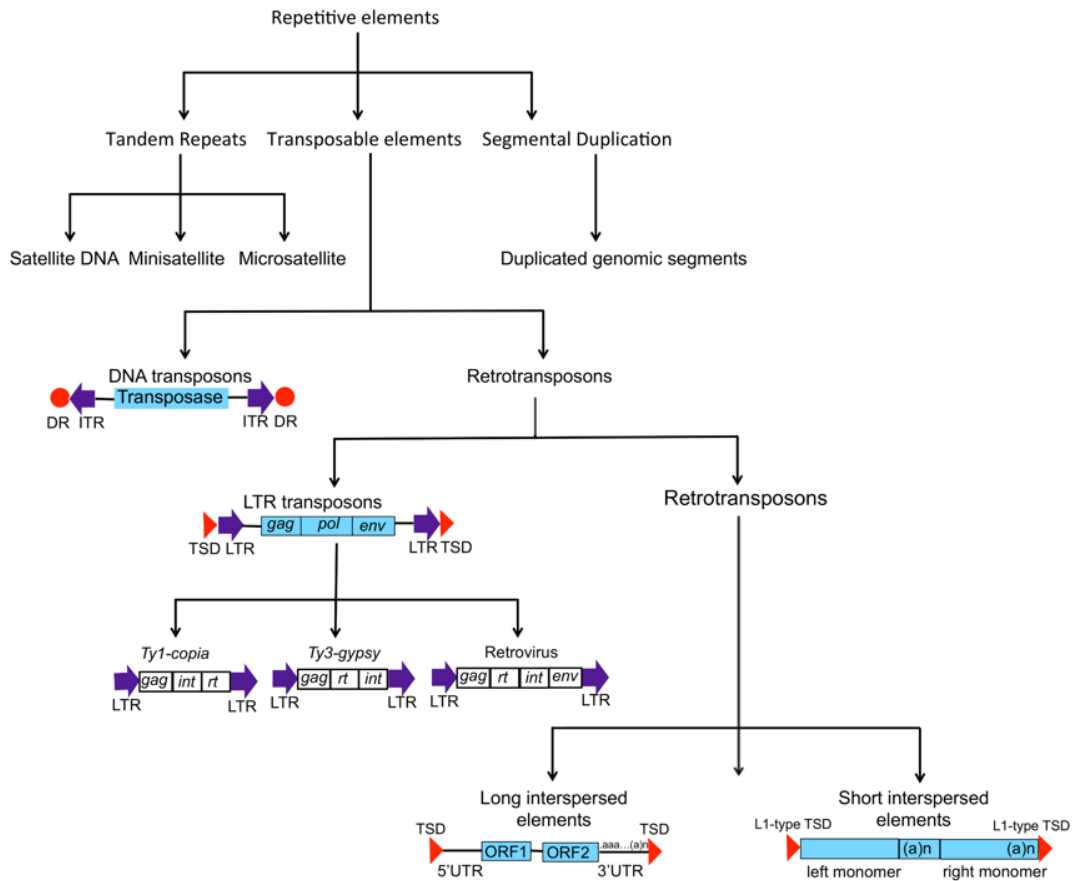 Repetitive elements
Tandem Repeats
Transposable elements
Segmental Duplication
Satellite DNA
Minisatellite
Microsatellite
Duplicated genomic segments
DNA transposons
Transposase
DR
ITR
ITR
DR
Retrotransposons
LTR transposons
gag
pol
env
TSD
LTR
LTR
TSD
Retrotransposons
Ty1-copia
gag
int
rt
LTR
LTR
Ty3-gypsy
gag
rt
int
LTR
LTR
Retrovirus
gag
rt
int
env
LTR
LTR
Long interspersed
elements
TSD
TSD
ORF1
ORF2
.aaa...(a)n
5'UTR
3'UTR
Short interspersed
elements
L1-type TSD
L1-type TSD
(a)n
(a)n
left monomer
right monomer